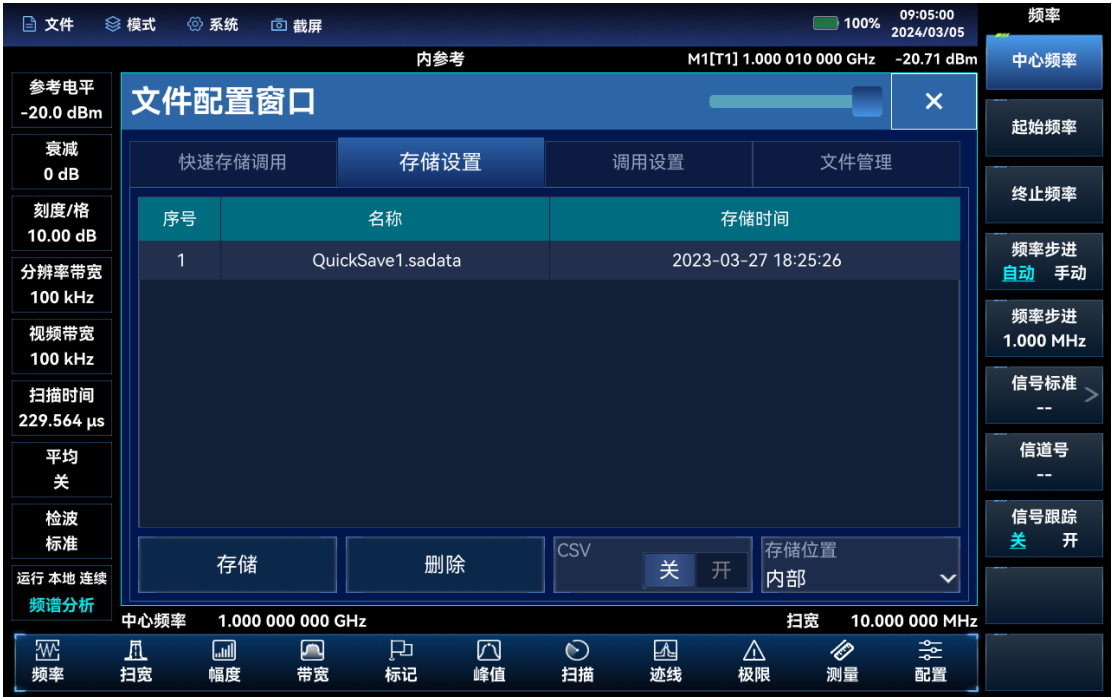 文件 模式 系统 截屏 100% 09:05:00
2024/03/05
内参考 M1[T1] 1.000 010 000 GHz -20.71 dBm
参考电平
-20.0 dBm
衰减
0 dB
刻度/格
10.00 dB
分辨率带宽
100 kHz
视频带宽
100 kHz
扫描时间
229.564 μs
平均
关
检波
标准
运行 本地 连续
频谱分析
文件配置窗口
快速存储调用 存储设置 调用设置 文件管理
序号 名称 存储时间
1 QuickSave1.sadata 2023-03-27 18:25:26
存储 删除 CSV 关 开 存储位置
内部
中心频率 1.000 000 000 GHz 扫宽 10.000 000 MHz
频率
中心频率
起始频率
终止频率
频率步进
自动 手动
频率步进
1.000 MHz
信号标准
--
信道号
--
信号跟踪
关 开
频率 扫宽 幅度 带宽 标记 峰值 扫描 迹线 极限 测量 配置